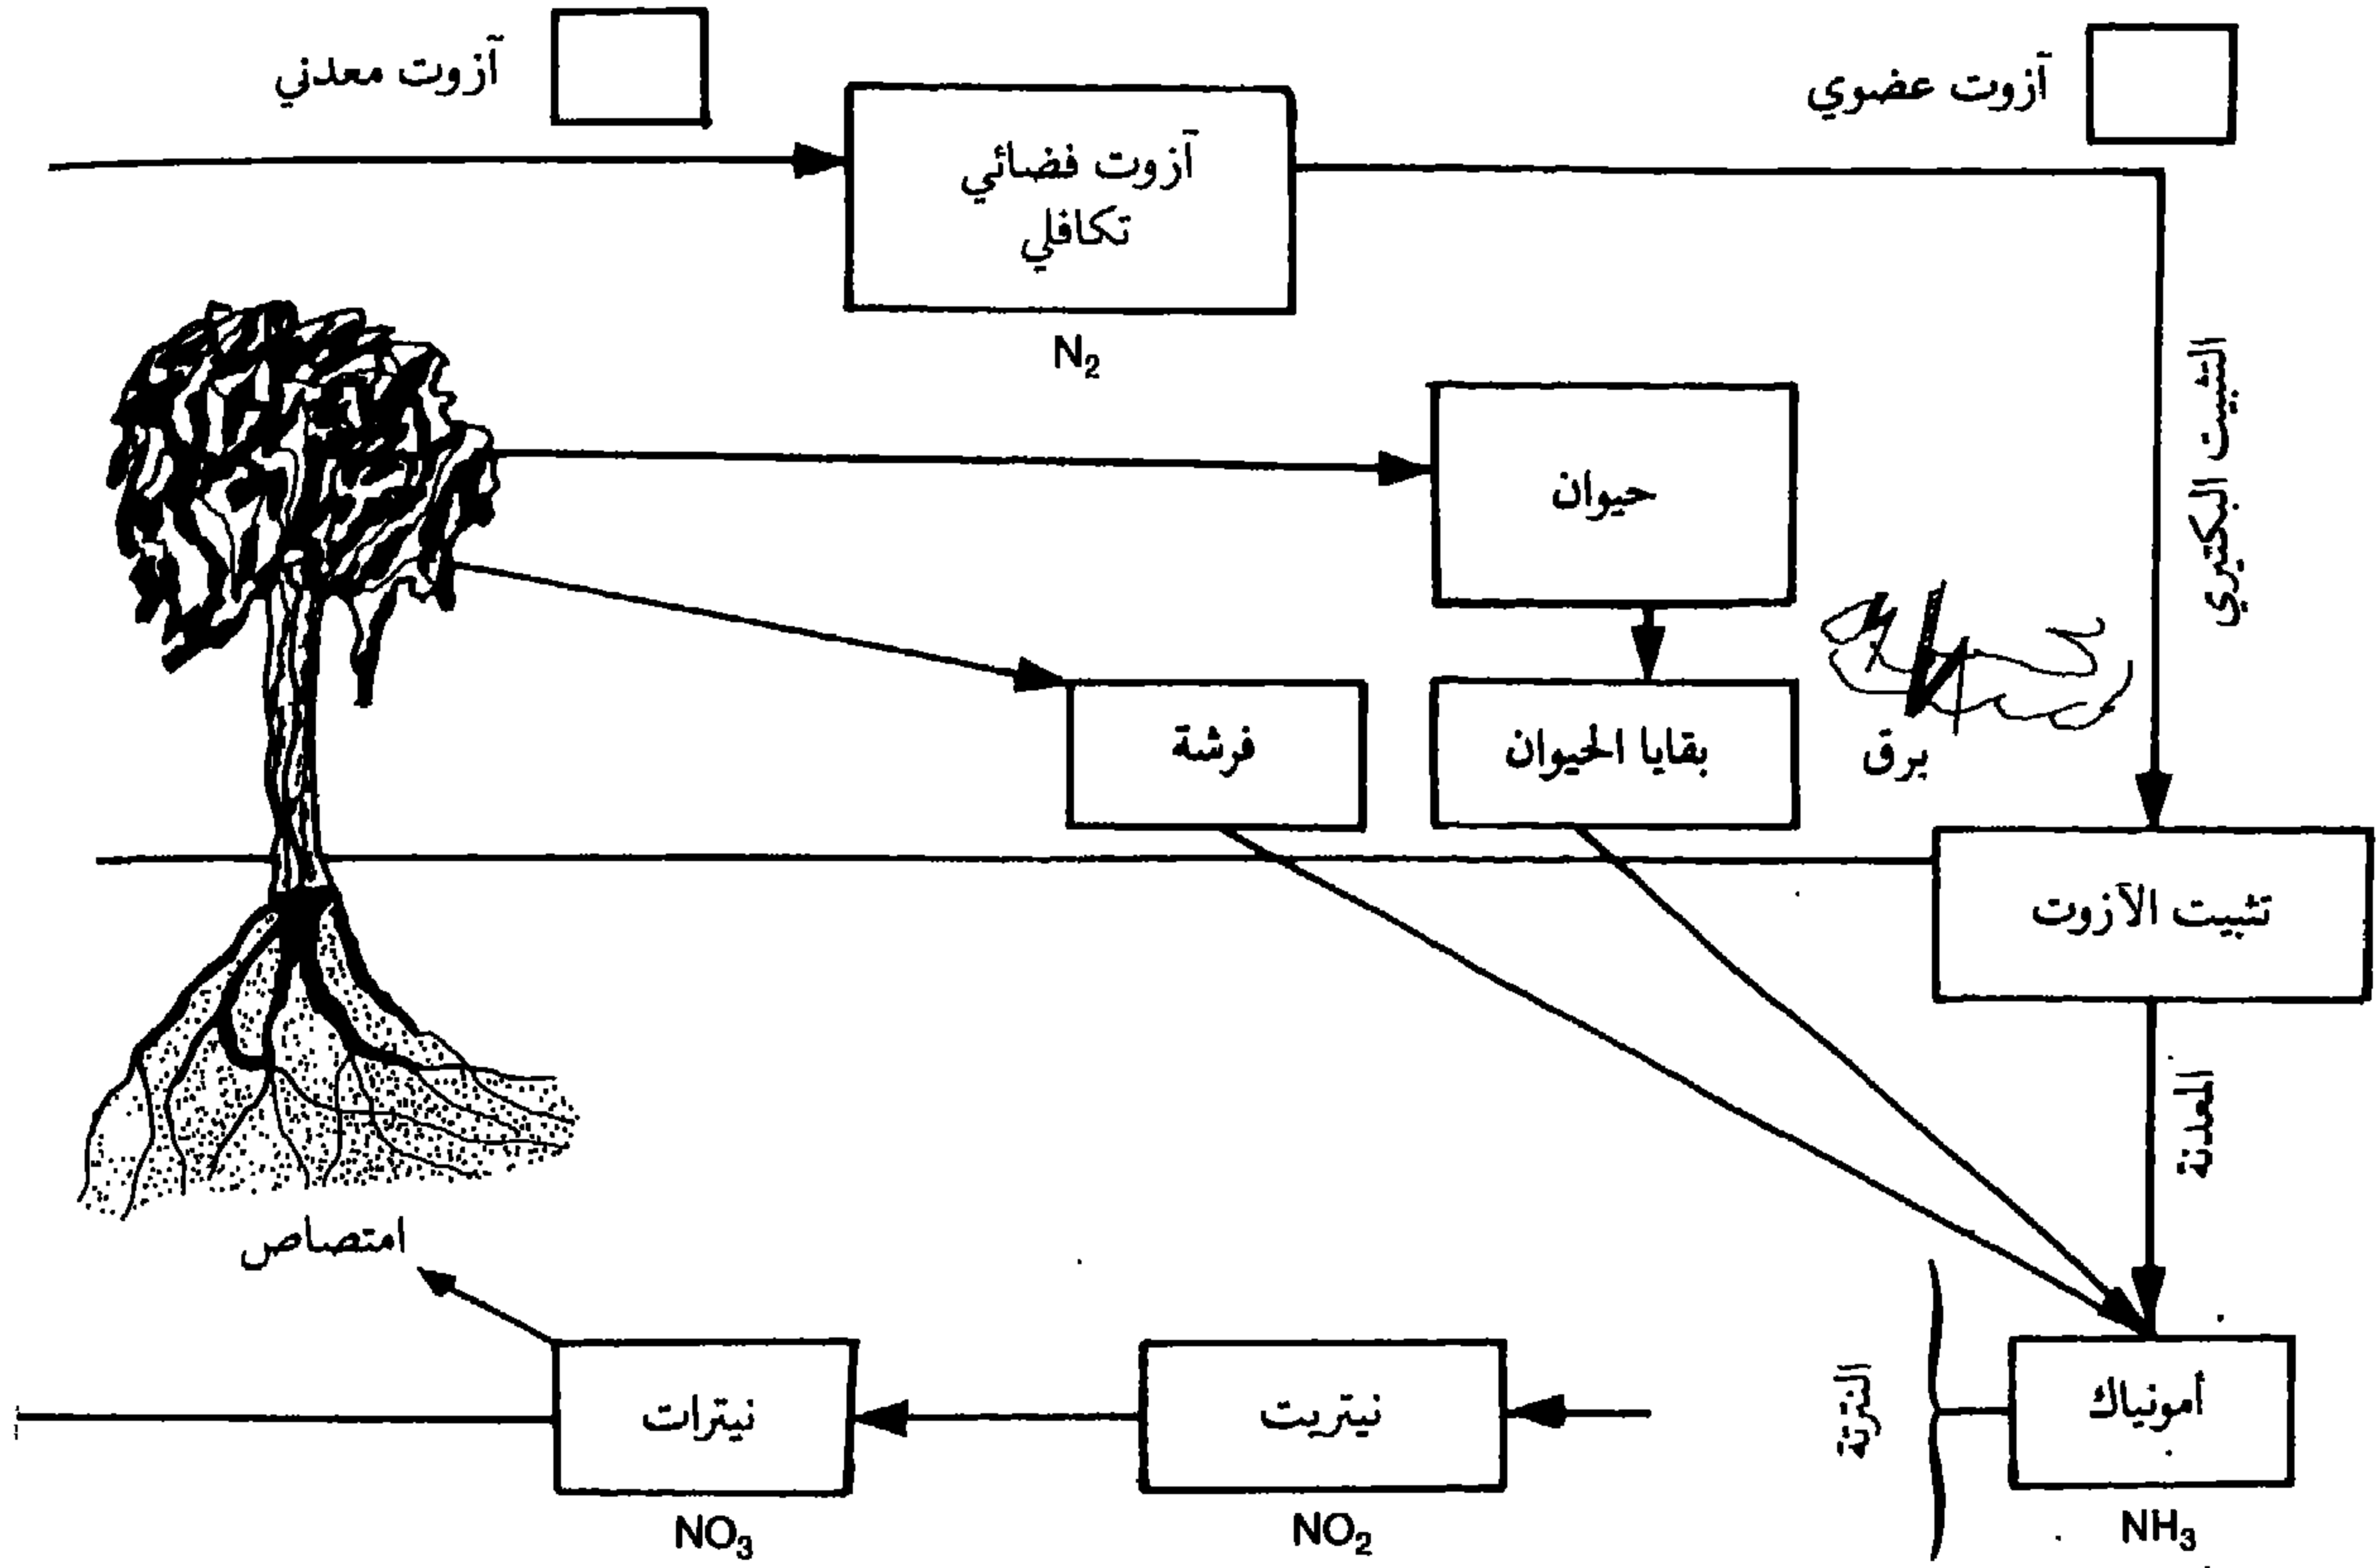 آزوت عضوي
آزوت معدني
آزوت فضائي
تكافلي
N2
التثبيت البكتيري
حيوان
برق
بقايا الحيوان
فرشة
تثبيت الآزوت
المعدنة
امتصاص
أمونياك
NH3
النترتة
نيتريت
NO2
نيترات
NO3